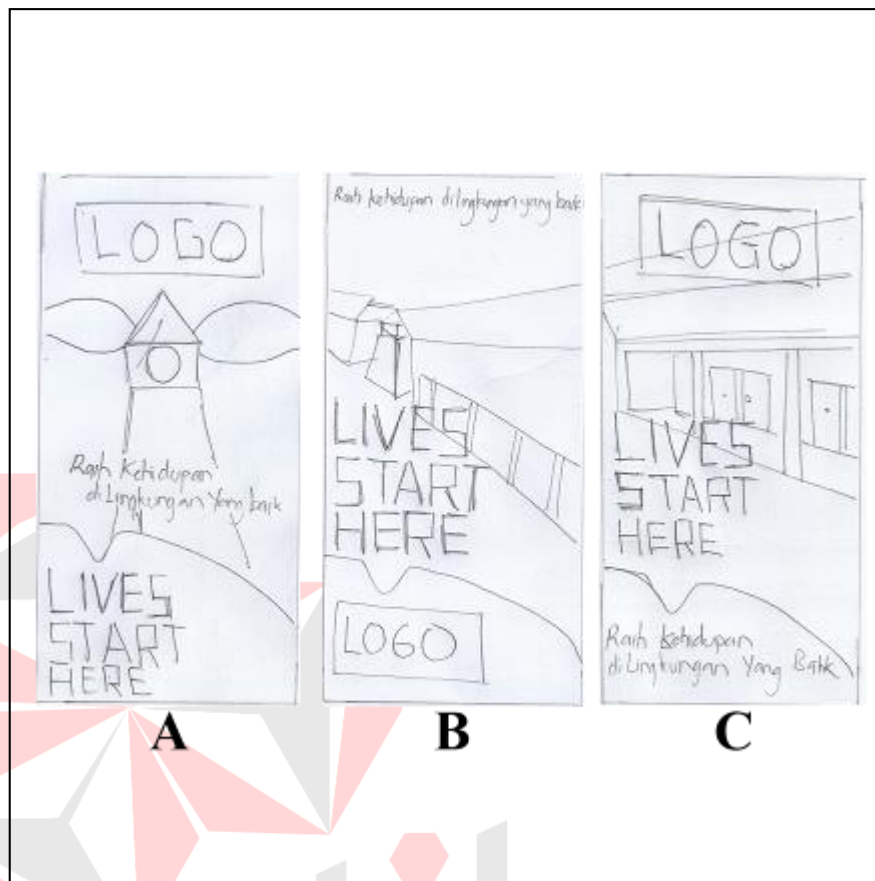 LOGO
Raih Kehidupan
di Lingkungan Yang baik
LIVES
START
HERE
A
Raih kehidupan di lingkungan yang baik
LIVES
START
HERE
LOGO
B
LOGO
LIVES
START
HERE
Raih Kehidupan
di Lingkungan Yang Baik
C